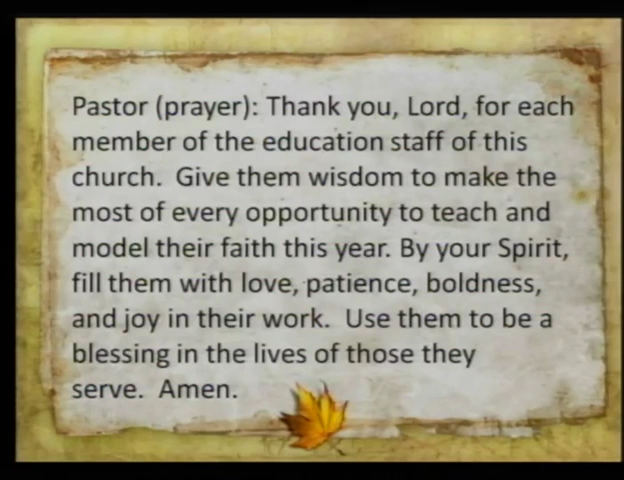 Pastor (prayer): Thank you, Lord, for each
member of the education staff of this
church.  Give them wisdom to make the
most of every opportunity to teach and
model their faith this year. By your Spirit,
fill them with love, patience, boldness,
and joy in their work.  Use them to be a
blessing in the lives of those they
serve.  Amen.